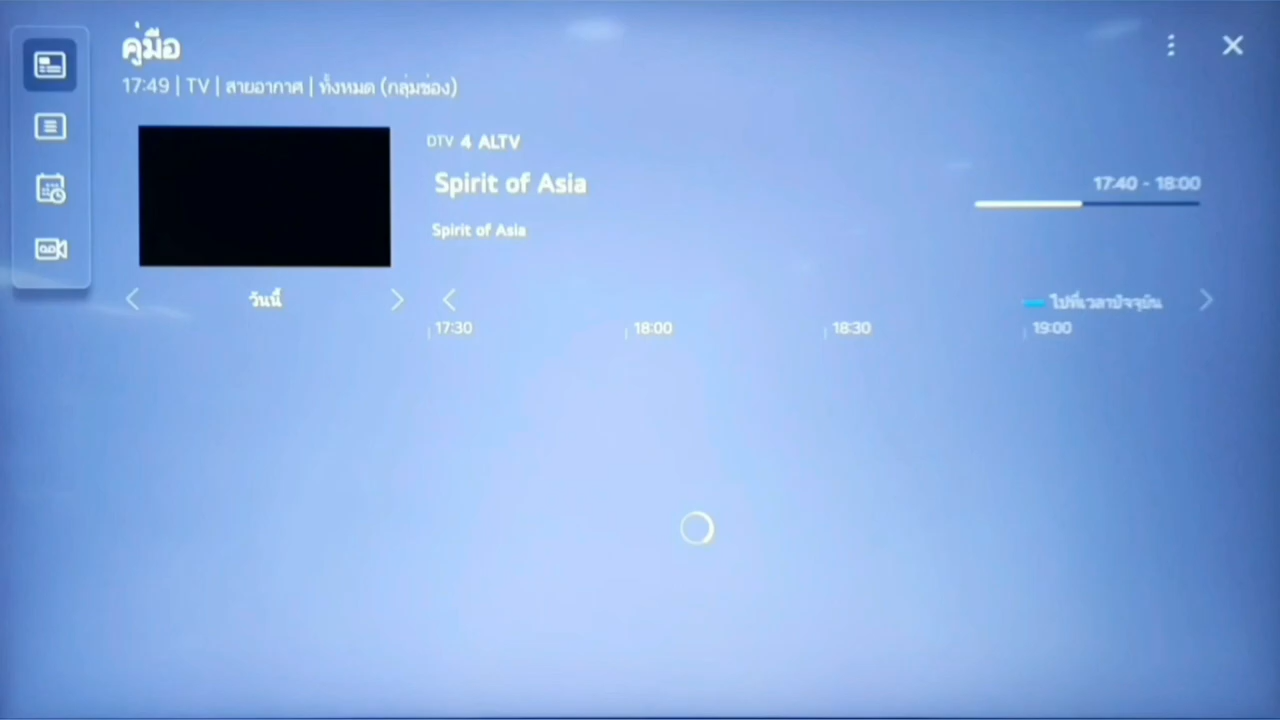 คู่มือ
17:49 | TV | สายอากาศ | ทั้งหมด (กลุ่มช่อง)
DTV 4 ALTV
Spirit of Asia
17:40 - 18:00
Spirit of Asia
วันนี้
ไปที่เวลาปัจจุบัน
17:30 18:00 18:30 19:00